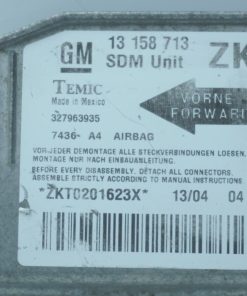 GM 13 158 713 ZK
SDM Unit
TEMIC
Made in Mexico
VORNE
FORWAR
327963935
7436- A4 AIRBAG
VOR JEDER DEMONTAGE ALLE STECKVERBINDUNGEN LOESEN.
MONTAGE NUR NACH EINBAUANLEITUNG.
BEFORE EVERY DISASSEMBLY DETACH ALL CONNECTORS.
ASSEMBLE STRICTLY ACCORDING TO MANUAL INSTRUCTIONS
*ZKT0201623X* 13/04 04